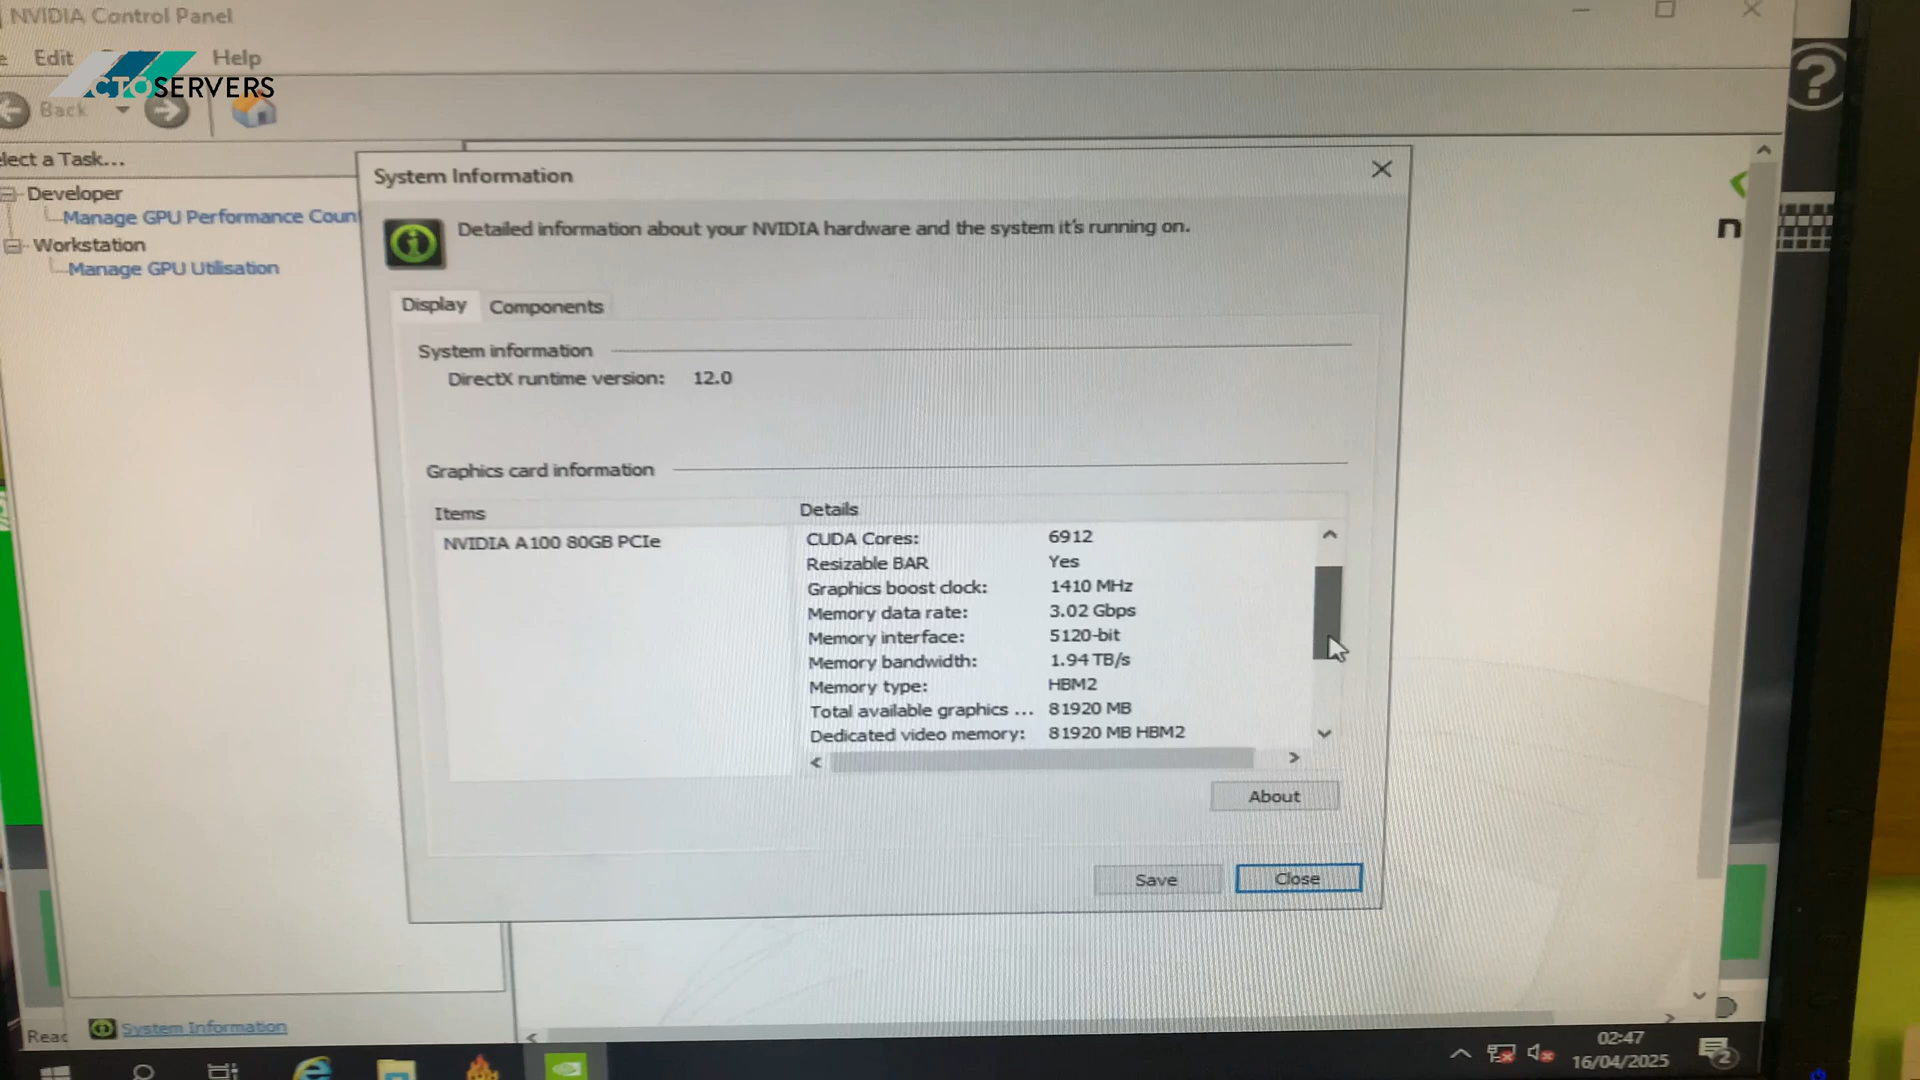 NVIDIA Control Panel
Edit
Help
CTOSERVERS
Back
lect a Task...
Developer
Manage GPU Performance Coun
Workstation
Manage GPU Utilisation
System Information
Detailed information about your NVIDIA hardware and the system it's running on.
Display
Components
System information
DirectX runtime version: 12.0
Graphics card information
Items
Details
NVIDIA A100 80GB PCIe
CUDA Cores: 6912
Resizable BAR Yes
Graphics boost clock: 1410 MHz
Memory data rate: 3.02 Gbps
Memory interface: 5120-bit
Memory bandwidth: 1.94 TB/s
Memory type: HBM2
Total available graphics ... 81920 MB
Dedicated video memory: 81920 MB HBM2
About
Save
Close
n
System Information
Reac
02:47
16/04/2025
2